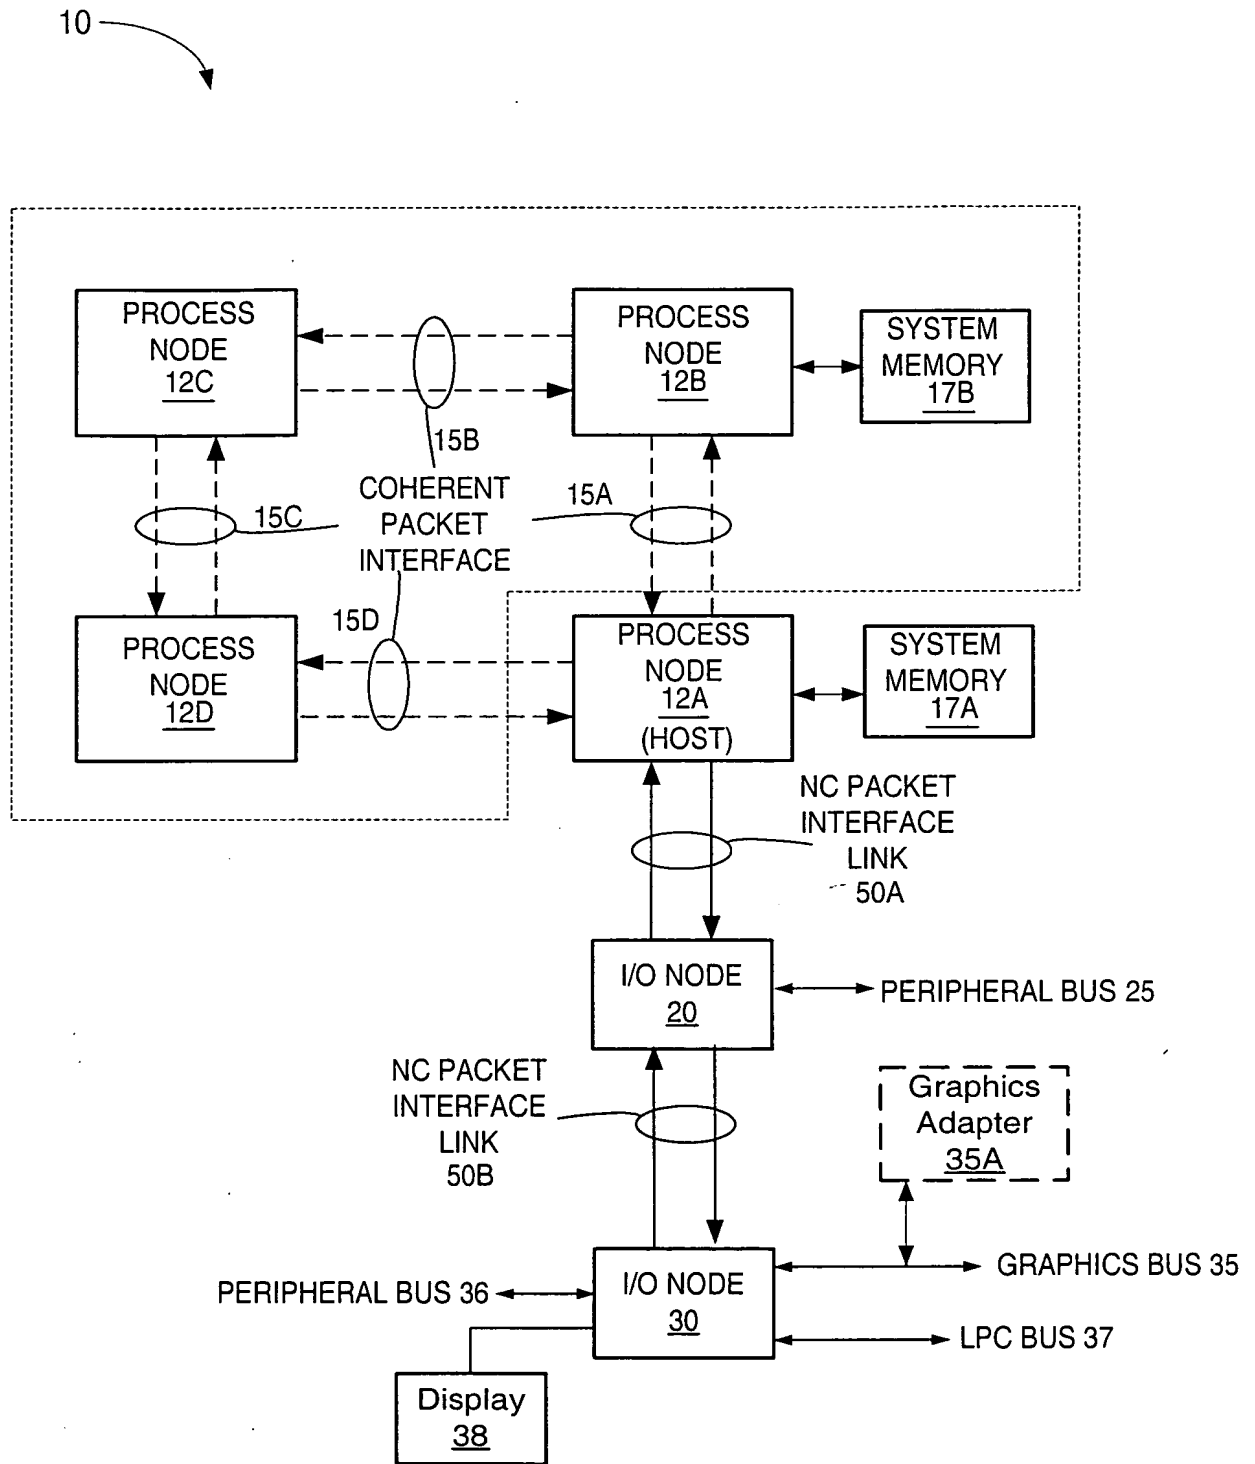 10
PROCESS
NODE
12C
PROCESS
NODE
12B
SYSTEM
MEMORY
17B
15B
COHERENT
PACKET
INTERFACE
15A
15C
15D
PROCESS
NODE
12D
PROCESS
NODE
12A
(HOST)
SYSTEM
MEMORY
17A
NC PACKET
INTERFACE
LINK
50A
I/O NODE
20
PERIPHERAL BUS 25
NC PACKET
INTERFACE
LINK
50B
Graphics
Adapter
35A
GRAPHICS BUS 35
PERIPHERAL BUS 36
I/O NODE
30
LPC BUS 37
Display
38